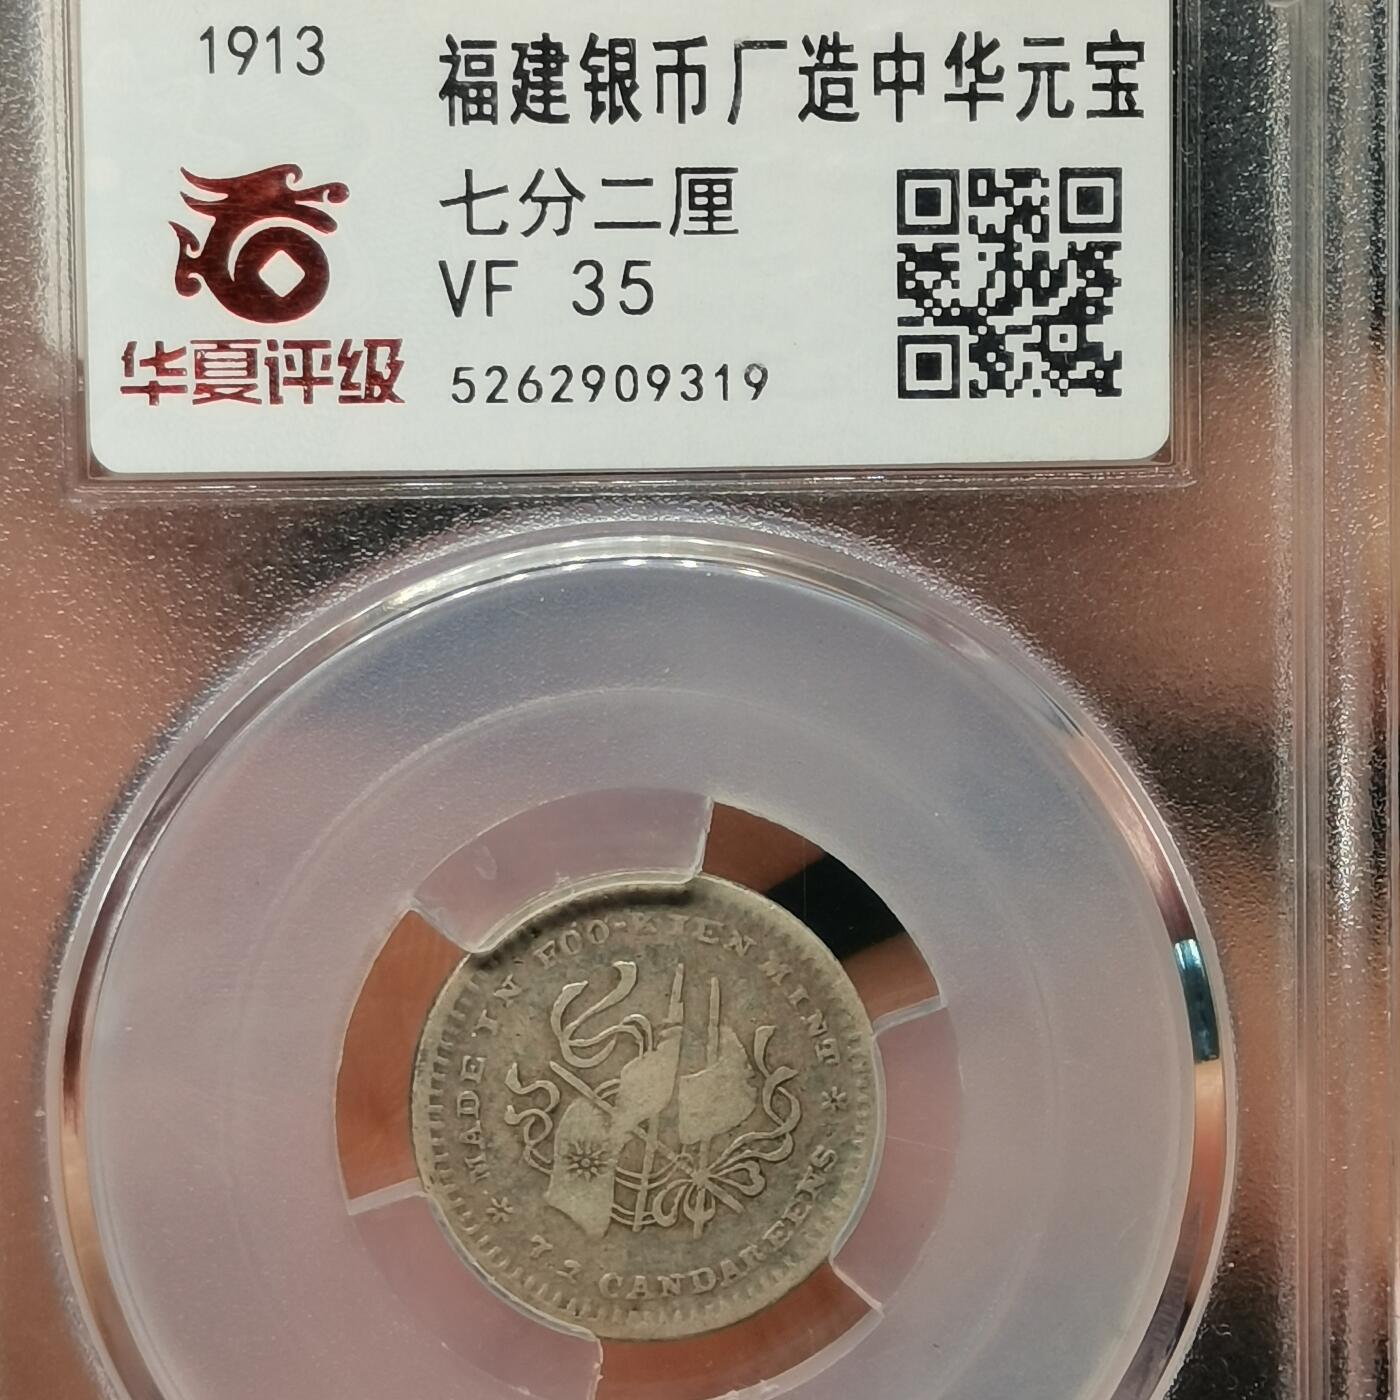 1913
福建银币厂造中华元宝
七分二厘
VF 35
华夏评级
5262909319
MADE IN FOO-KIEN MINT
7.2 CANDAREENS